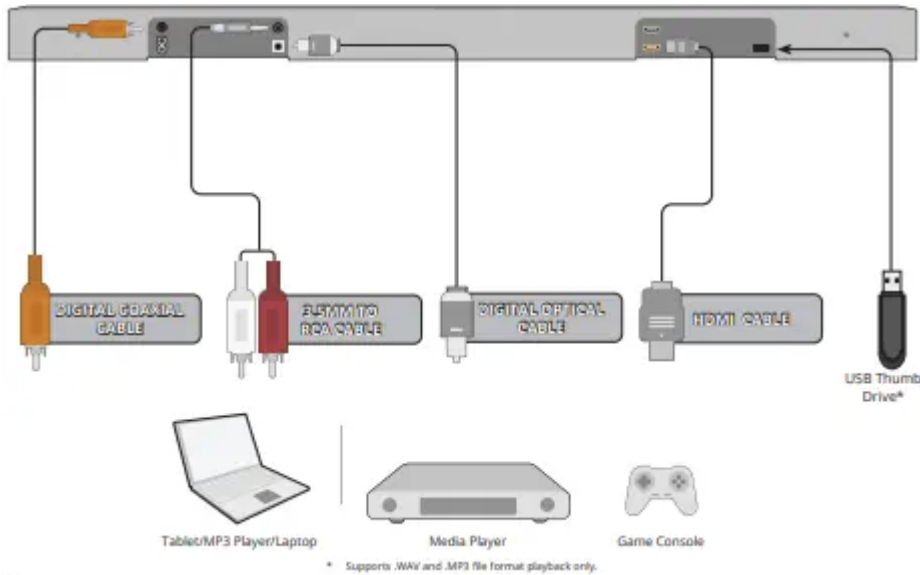 DIGITAL COAXIAL
CABLE
3.5MM TO
RCA CABLE
DIGITAL OPTICAL
CABLE
HDMI CABLE
USB Thumb
Drive*
Tablet/MP3 Player/Laptop
Media Player
Game Console
* Supports .WAV and .MP3 file format playback only.